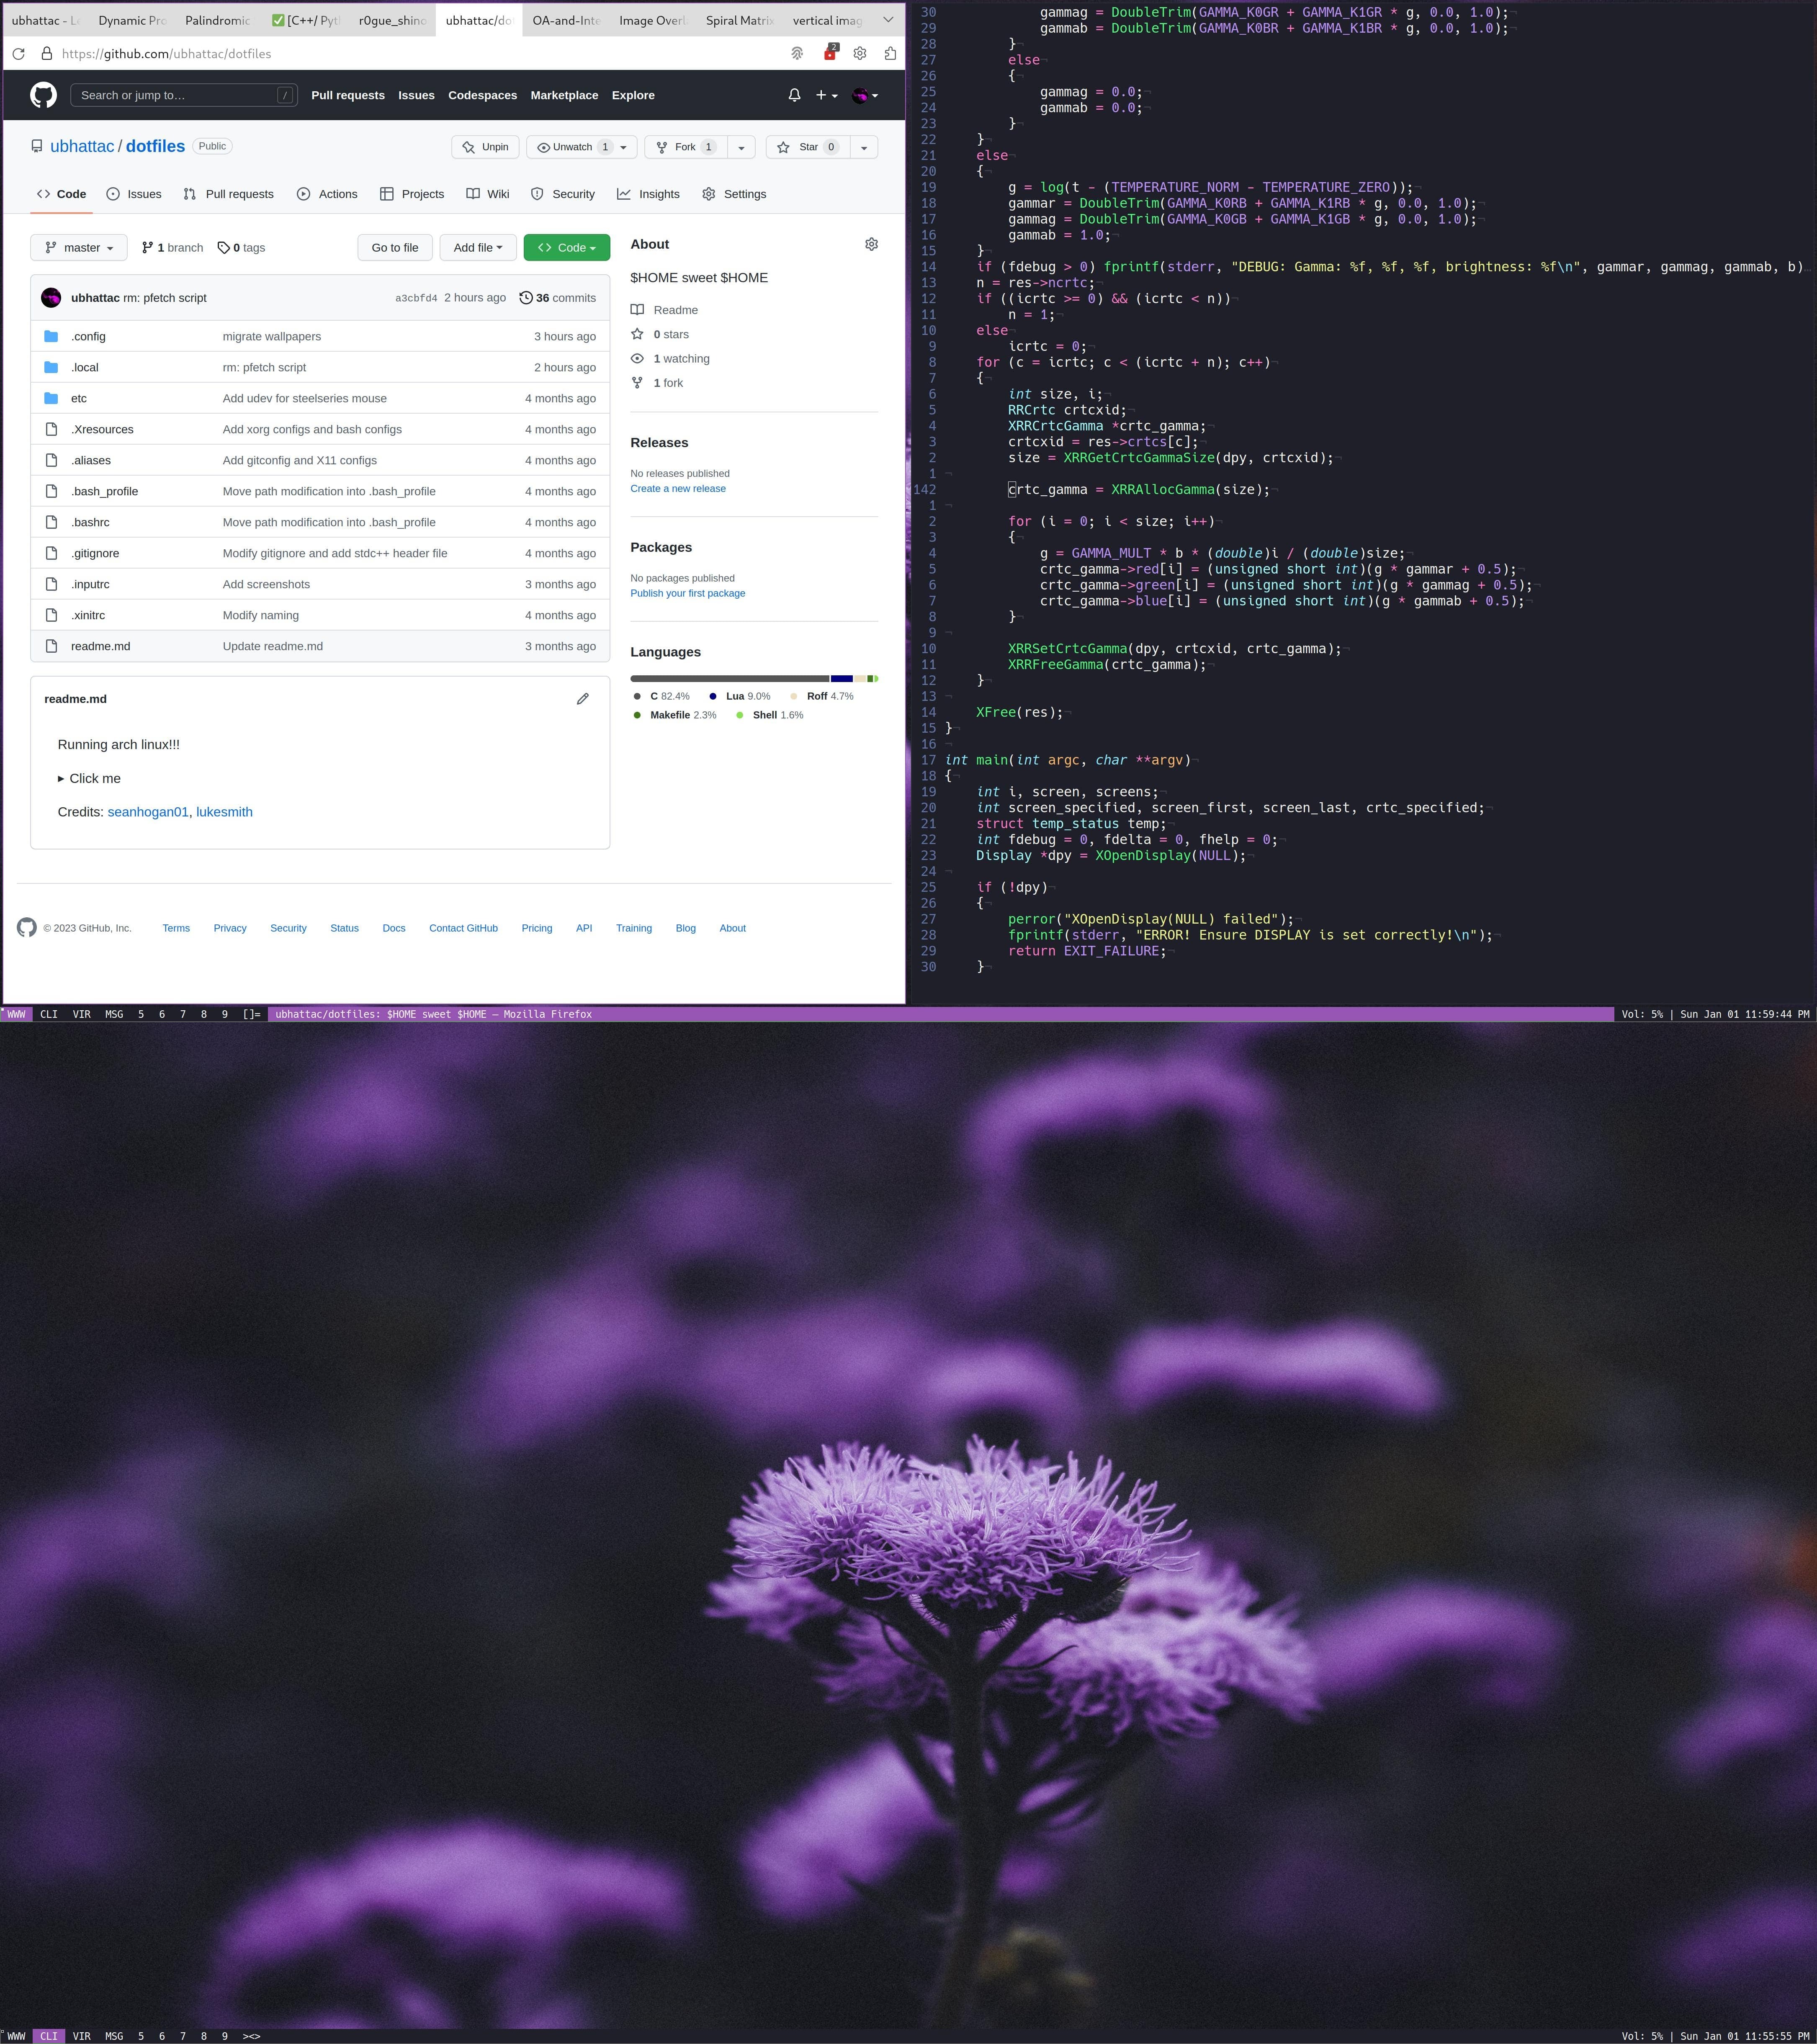 ubhattac - L
Dynamic Pro
Palindromic
[C++/ Pyt
r0gue_shino
ubhattac/dot
OA-and-Inte
Image Overl
Spiral Matrix
vertical imag
https://github.com/ubhattac/dotfiles
2
Search or jump to…
/
Pull requests Issues Codespaces Marketplace Explore
ubhattac / dotfiles Public
Unpin
Unwatch 1
Fork 1
Star 0
Code Issues Pull requests Actions Projects Wiki Security Insights Settings
master
1 branch
0 tags
Go to file
Add file
Code
ubhattac rm: pfetch script a3cbfd4 2 hours ago 36 commits
.config migrate wallpapers 3 hours ago
.local rm: pfetch script 2 hours ago
etc Add udev for steelseries mouse 4 months ago
.Xresources Add xorg configs and bash configs 4 months ago
.aliases Add gitconfig and X11 configs 4 months ago
.bash_profile Move path modification into .bash_profile 4 months ago
.bashrc Move path modification into .bash_profile 4 months ago
.gitignore Modify gitignore and add stdc++ header file 4 months ago
.inputrc Add screenshots 3 months ago
.xinitrc Modify naming 4 months ago
readme.md Update readme.md 3 months ago
readme.md
Running arch linux!!!
▸ Click me
Credits: seanhogan01, lukesmith
About
$HOME sweet $HOME
Readme
0 stars
1 watching
1 fork
Releases
No releases published
Create a new release
Packages
No packages published
Publish your first package
Languages
C 82.4% Lua 9.0% Roff 4.7%
Makefile 2.3% Shell 1.6%
© 2023 GitHub, Inc. Terms Privacy Security Status Docs Contact GitHub Pricing API Training Blog About
30 gammag = DoubleTrim(GAMMA_K0GR + GAMMA_K1GR * g, 0.0, 1.0);¬
29 gammab = DoubleTrim(GAMMA_K0BR + GAMMA_K1BR * g, 0.0, 1.0);¬
28 }¬
27 else¬
26 {¬
25 gammag = 0.0;¬
24 gammab = 0.0;¬
23 }¬
22 }¬
21 else¬
20 {¬
19 g = log(t - (TEMPERATURE_NORM - TEMPERATURE_ZERO));¬
18 gammar = DoubleTrim(GAMMA_K0RB + GAMMA_K1RB * g, 0.0, 1.0);¬
17 gammag = DoubleTrim(GAMMA_K0GB + GAMMA_K1GB * g, 0.0, 1.0);¬
16 gammab = 1.0;¬
15 }¬
14 if (fdebug > 0) fprintf(stderr, "DEBUG: Gamma: %f, %f, %f, brightness: %f\n", gammar, gammag, gammab, b)…
13 n = res->ncrtc;¬
12 if ((icrtc >= 0) && (icrtc < n))¬
11 n = 1;¬
10 else¬
9 icrtc = 0;¬
8 for (c = icrtc; c < (icrtc + n); c++)¬
7 {¬
6 int size, i;¬
5 RRCrtc crtcxid;¬
4 XRRCrtcGamma *crtc_gamma;¬
3 crtcxid = res->crtcs[c];¬
2 size = XRRGetCrtcGammaSize(dpy, crtcxid);¬
1 ¬
142 crtc_gamma = XRRAllocGamma(size);¬
1 ¬
2 for (i = 0; i < size; i++)¬
3 {¬
4 g = GAMMA_MULT * b * (double)i / (double)size;¬
5 crtc_gamma->red[i] = (unsigned short int)(g * gammar + 0.5);¬
6 crtc_gamma->green[i] = (unsigned short int)(g * gammag + 0.5);¬
7 crtc_gamma->blue[i] = (unsigned short int)(g * gammab + 0.5);¬
8 }¬
9 ¬
10 XRRSetCrtcGamma(dpy, crtcxid, crtc_gamma);¬
11 XRRFreeGamma(crtc_gamma);¬
12 }¬
13 ¬
14 XFree(res);¬
15 }¬
16 ¬
17 int main(int argc, char **argv)¬
18 {¬
19 int i, screen, screens;¬
20 int screen_specified, screen_first, screen_last, crtc_specified;¬
21 struct temp_status temp;¬
22 int fdebug = 0, fdelta = 0, fhelp = 0;¬
23 Display *dpy = XOpenDisplay(NULL);¬
24 ¬
25 if (!dpy)¬
26 {¬
27 perror("XOpenDisplay(NULL) failed");¬
28 fprintf(stderr, "ERROR! Ensure DISPLAY is set correctly!\n");¬
29 return EXIT_FAILURE;¬
30 }¬
WWW CLI VIR MSG 5 6 7 8 9 []= ubhattac/dotfiles: $HOME sweet $HOME — Mozilla Firefox Vol: 5% | Sun Jan 01 11:59:44 PM
WWW CLI VIR MSG 5 6 7 8 9 ><> Vol: 5% | Sun Jan 01 11:55:55 PM